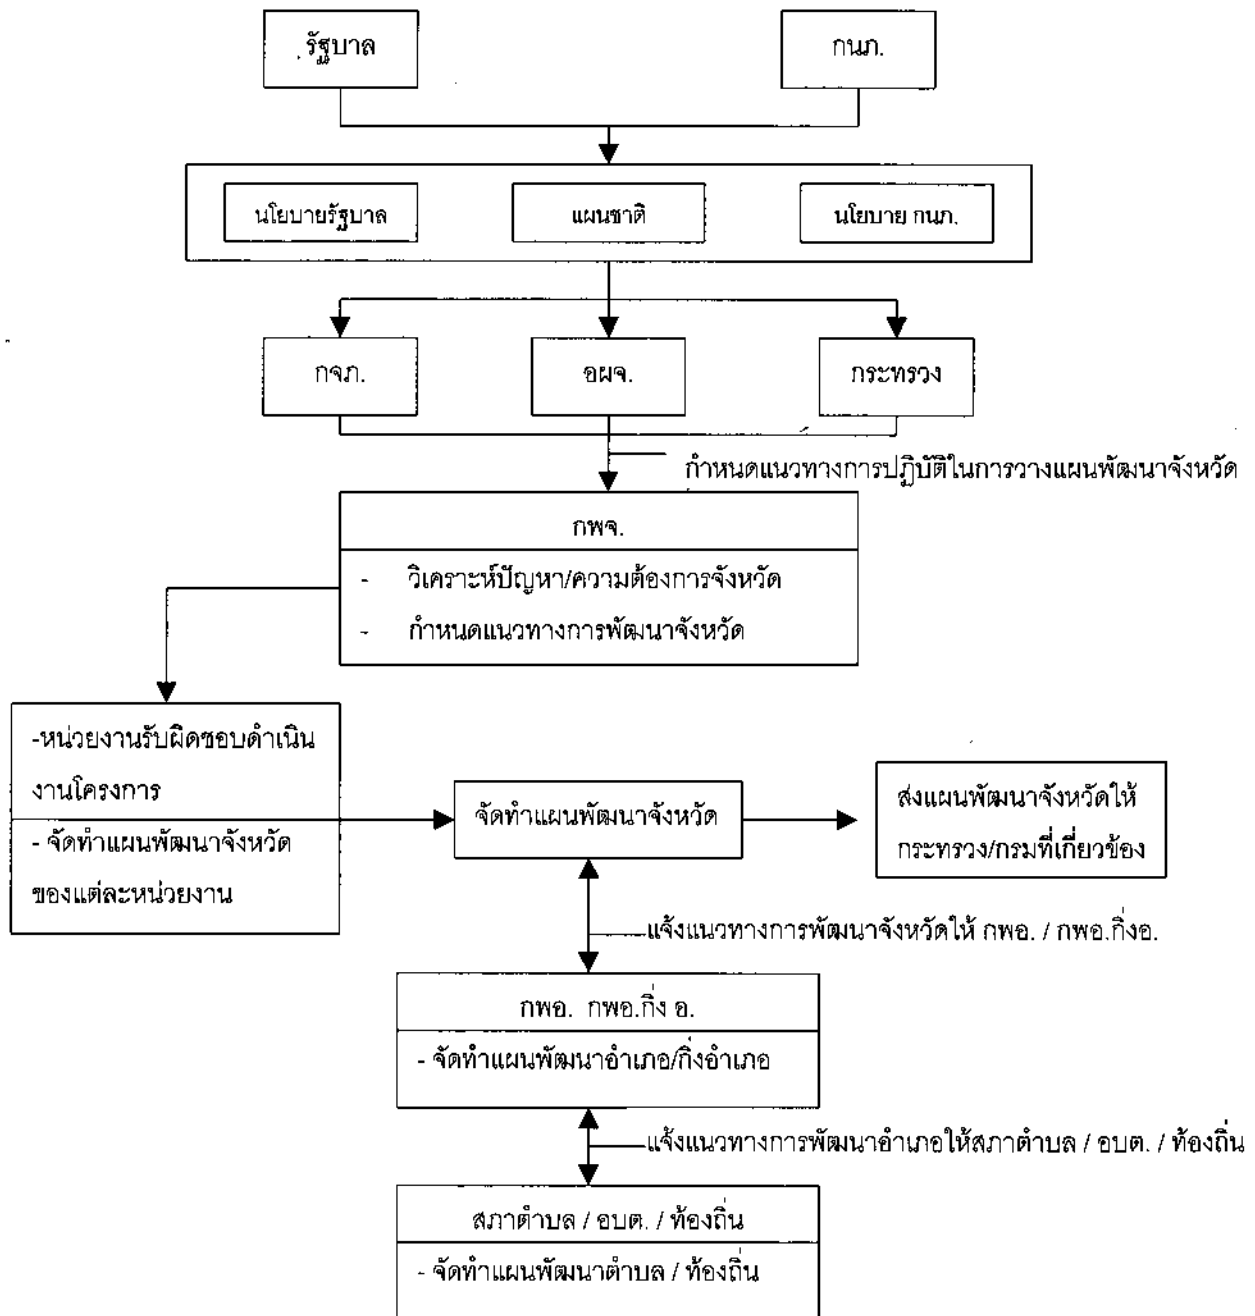 รัฐบาล
กนภ.
นโยบายรัฐบาล
แผนชาติ
นโยบาย กนภ.
กจภ.
อผจ.
กระทรวง
กำหนดแนวทางการปฏิบัติในการวางแผนพัฒนาจังหวัด
กพจ.
- วิเคราะห์ปัญหา/ความต้องการจังหวัด
- กำหนดแนวทางการพัฒนาจังหวัด
-หน่วยงานรับผิดชอบดำเนิน
งานโครงการ
- จัดทำแผนพัฒนาจังหวัด
ของแต่ละหน่วยงาน
จัดทำแผนพัฒนาจังหวัด
ส่งแผนพัฒนาจังหวัดให้
กระทรวง/กรมที่เกี่ยวข้อง
แจ้งแนวทางการพัฒนาจังหวัดให้ กพอ. / กพอ.กิ่งอ.
กพอ. กพอ.กิ่ง อ.
- จัดทำแผนพัฒนาอำเภอ/กิ่งอำเภอ
แจ้งแนวทางการพัฒนาอำเภอให้สภาตำบล / อบต. / ท้องถิ่น
สภาตำบล / อบต. / ท้องถิ่น
- จัดทำแผนพัฒนาตำบล / ท้องถิ่น